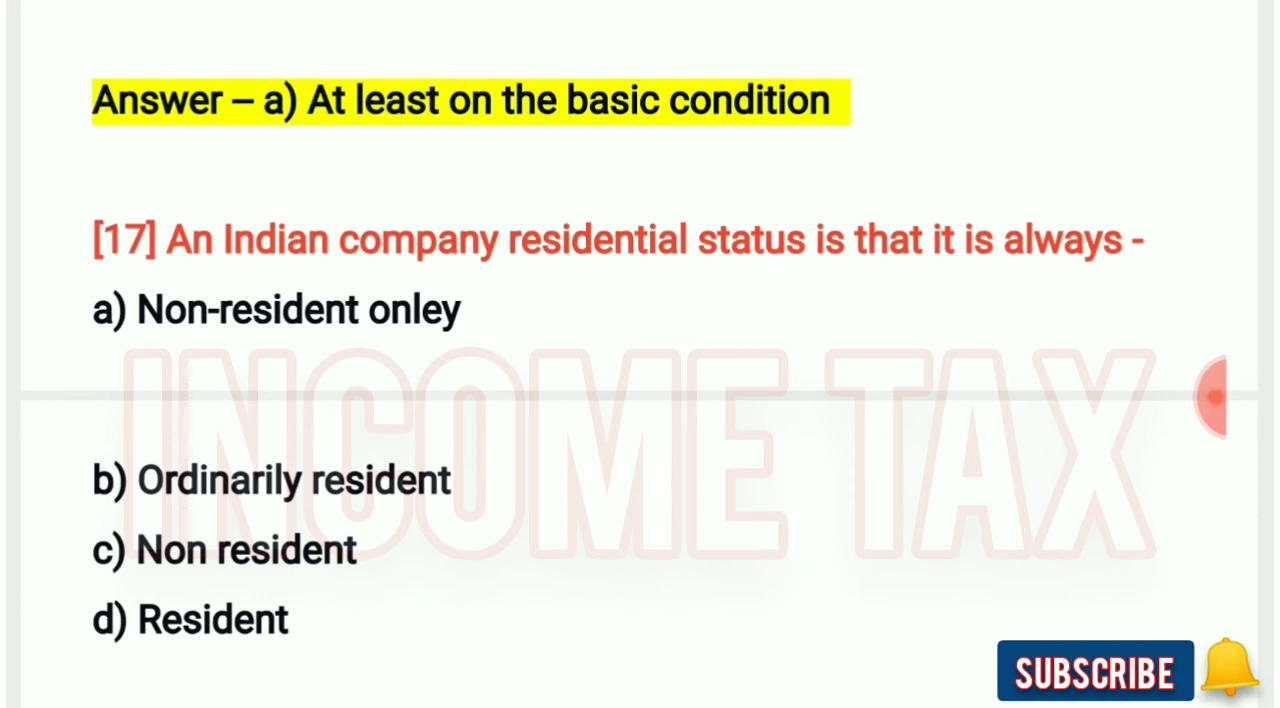 Answer – a) At least on the basic condition
[17] An Indian company residential status is that it is always -
a) Non-resident onley
INCOME TAX
b) Ordinarily resident
c) Non resident
d) Resident
SUBSCRIBE